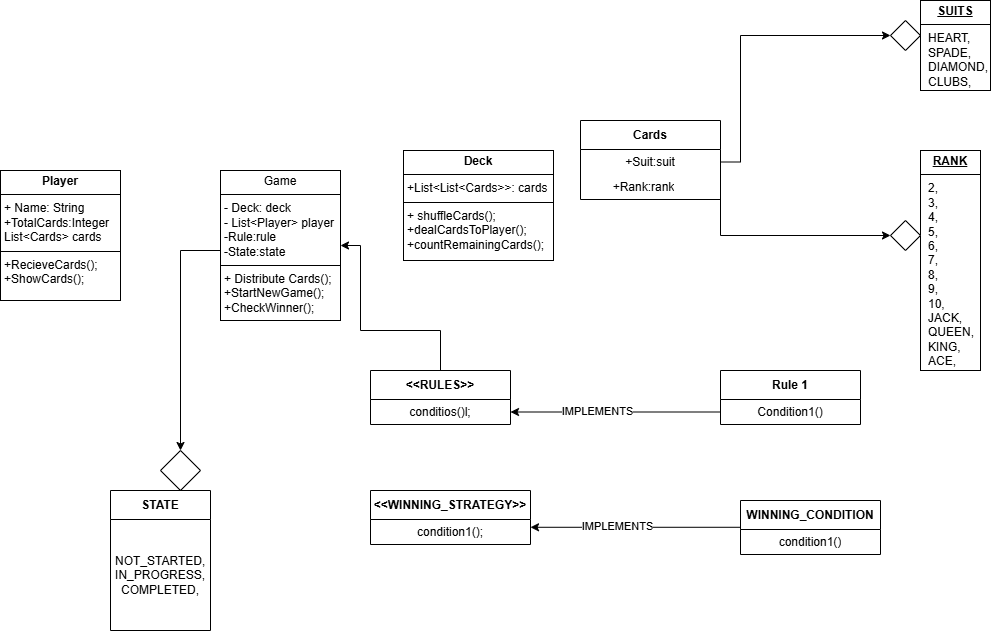 SUITS
HEART,
SPADE,
DIAMOND,
CLUBS,
Cards
+Suit:suit
+Rank:rank
Deck
+List<List<Cards>>: cards
+ shuffleCards();
+dealCardsToPlayer();
+countRemainingCards();
RANK
2,
3,
4,
5,
6,
7,
8,
9,
10,
JACK,
QUEEN,
KING,
ACE,
Player
+ Name: String
+TotalCards:Integer
List<Cards> cards
+RecieveCards();
+ShowCards();
Game
- Deck: deck
- List<Player> player
-Rule:rule
-State:state
+ Distribute Cards();
+StartNewGame();
+CheckWinner();
<<RULES>>
conditios()l;
IMPLEMENTS
Rule 1
Condition1()
STATE
NOT_STARTED,
IN_PROGRESS,
COMPLETED,
<<WINNING_STRATEGY>>
condition1();
IMPLEMENTS
WINNING_CONDITION
condition1()